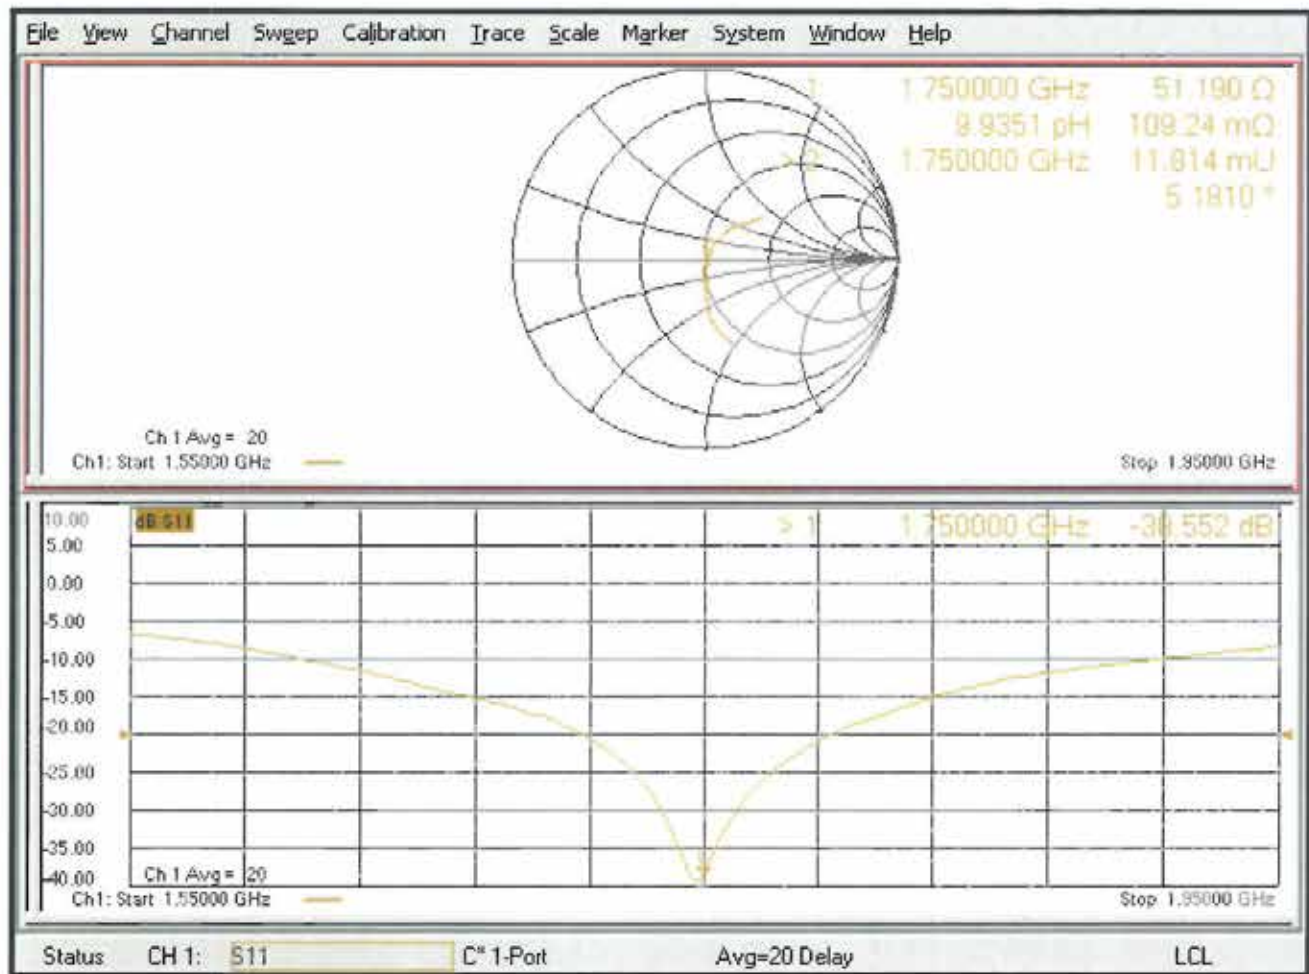 File View Channel Sweep Calibration Trace Scale Marker System Window Help
1: 1.750000 GHz 51.190 Ω
9.9351 pH 109.24 mΩ
> 2: 1.750000 GHz 11.814 mU
5.1810 °
Ch 1 Avg = 20
Ch1: Start 1.55000 GHz
Stop 1.95000 GHz
10.00
dB S11
> 1: 1.750000 GHz -38.552 dB
5.00
0.00
-5.00
-10.00
-15.00
-20.00
-25.00
-30.00
-35.00
-40.00
Ch 1 Avg = 20
Ch1: Start 1.55000 GHz
Stop 1.95000 GHz
Status CH 1: S11 C* 1-Port Avg=20 Delay LCL